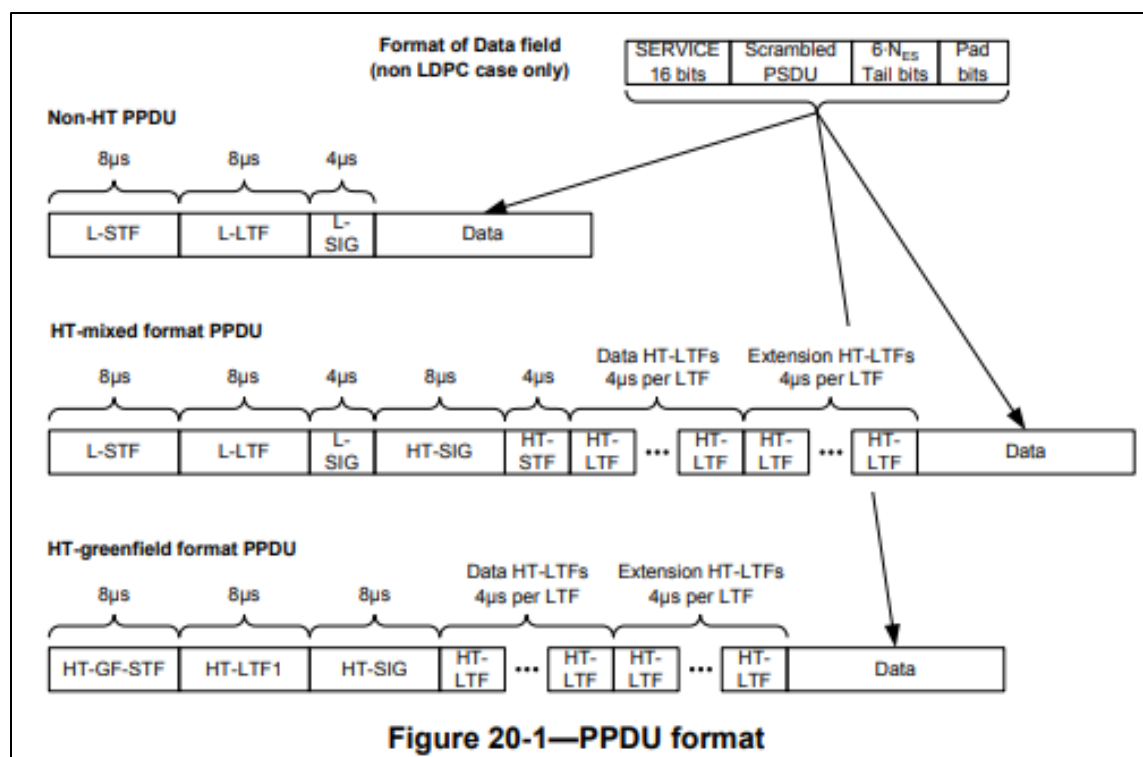 Format of Data field
(non LDPC case only)
SERVICE
16 bits
Scrambled
PSDU
6·NES
Tail bits
Pad
bits
Non-HT PPDU
8µs
8µs
4µs
L-STF
L-LTF
L-
SIG
Data
HT-mixed format PPDU
Data HT-LTFs
4µs per LTF
Extension HT-LTFs
4µs per LTF
8µs
8µs
4µs
8µs
4µs
L-STF
L-LTF
L-
SIG
HT-SIG
HT-
STF
HT-
LTF
•••
HT-
LTF
HT-
LTF
•••
HT-
LTF
Data
HT-greenfield format PPDU
Data HT-LTFs
4µs per LTF
Extension HT-LTFs
4µs per LTF
8µs
8µs
8µs
HT-GF-STF
HT-LTF1
HT-SIG
HT-
LTF
•••
HT-
LTF
HT-
LTF
•••
HT-
LTF
Data
Figure 20-1—PPDU format